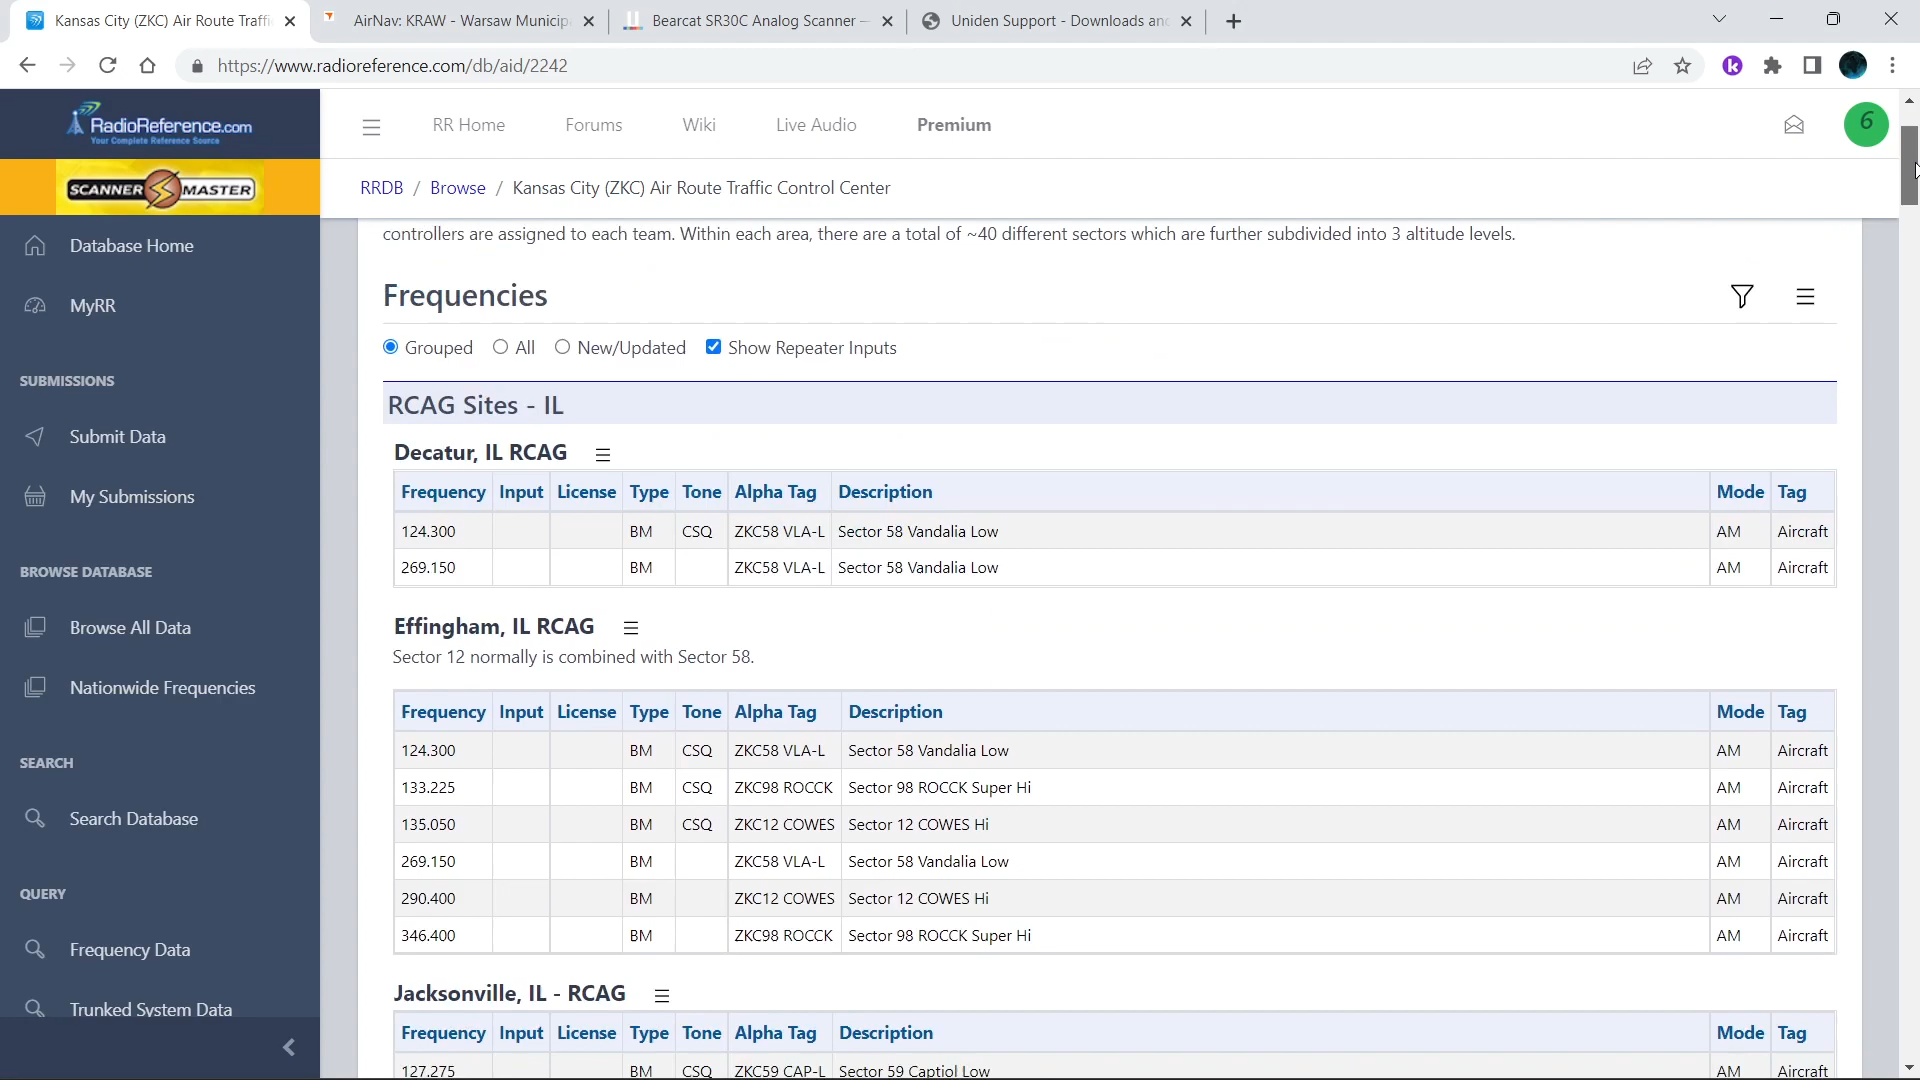 Kansas City (ZKC) Air Route Traffi
AirNav: KRAW - Warsaw Municip
Bearcat SR30C Analog Scanner –
Uniden Support - Downloads an
https://www.radioreference.com/db/aid/2242
RadioReference.com
Your Complete Reference Source
RR Home
Forums
Wiki
Live Audio
Premium
6
SCANNER MASTER
RRDB / Browse / Kansas City (ZKC) Air Route Traffic Control Center
Database Home
MyRR
SUBMISSIONS
Submit Data
My Submissions
BROWSE DATABASE
Browse All Data
Nationwide Frequencies
SEARCH
Search Database
QUERY
Frequency Data
Trunked System Data
controllers are assigned to each team. Within each area, there are a total of ~40 different sectors which are further subdivided into 3 altitude levels.
Frequencies
Grouped All New/Updated Show Repeater Inputs
RCAG Sites - IL
Decatur, IL RCAG
Frequency Input License Type Tone Alpha Tag Description Mode Tag
124.300 BM CSQ ZKC58 VLA-L Sector 58 Vandalia Low AM Aircraft
269.150 BM ZKC58 VLA-L Sector 58 Vandalia Low AM Aircraft
Effingham, IL RCAG
Sector 12 normally is combined with Sector 58.
Frequency Input License Type Tone Alpha Tag Description Mode Tag
124.300 BM CSQ ZKC58 VLA-L Sector 58 Vandalia Low AM Aircraft
133.225 BM CSQ ZKC98 ROCCK Sector 98 ROCCK Super Hi AM Aircraft
135.050 BM CSQ ZKC12 COWES Sector 12 COWES Hi AM Aircraft
269.150 BM ZKC58 VLA-L Sector 58 Vandalia Low AM Aircraft
290.400 BM ZKC12 COWES Sector 12 COWES Hi AM Aircraft
346.400 BM ZKC98 ROCCK Sector 98 ROCCK Super Hi AM Aircraft
Jacksonville, IL - RCAG
Frequency Input License Type Tone Alpha Tag Description Mode Tag
127.275 BM CSQ ZKC59 CAP-L Sector 59 Captiol Low AM Aircraft